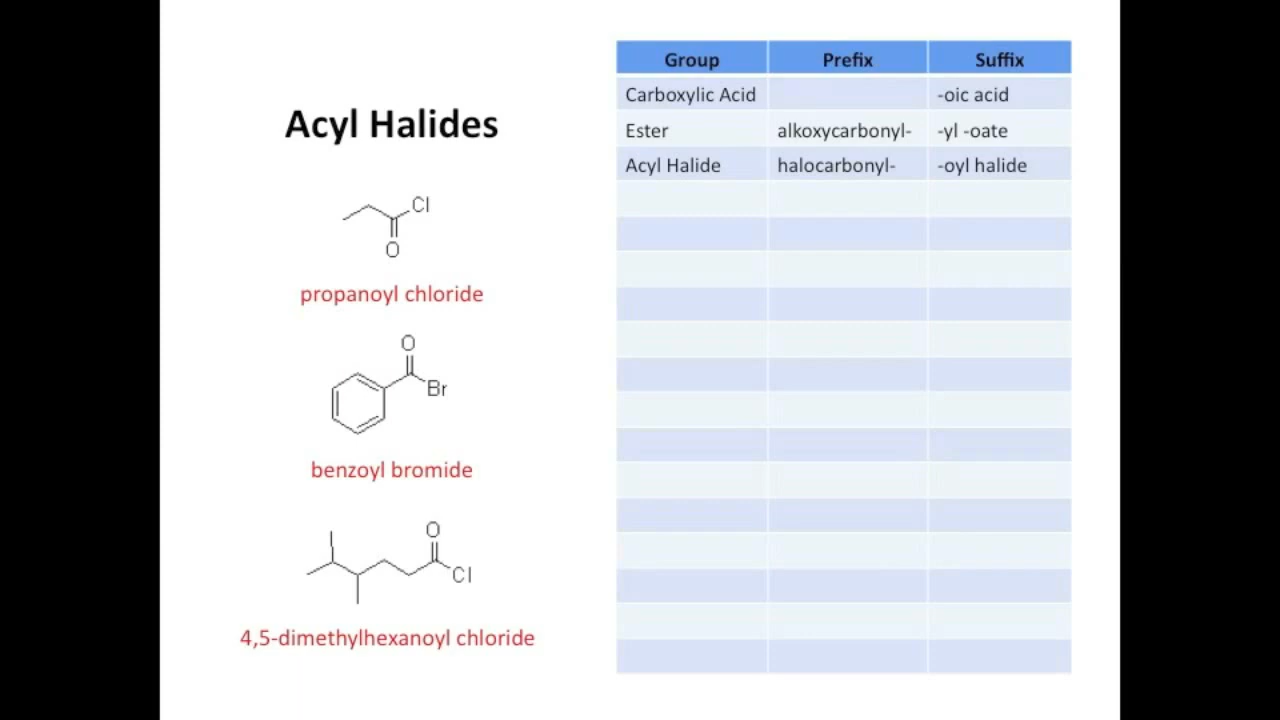 Acyl Halides
Cl
O
propanoyl chloride
O
Br
benzoyl bromide
O
Cl
4,5-dimethylhexanoyl chloride
Group Prefix Suffix
Carboxylic Acid -oic acid
Ester alkoxycarbonyl- -yl -oate
Acyl Halide halocarbonyl- -oyl halide